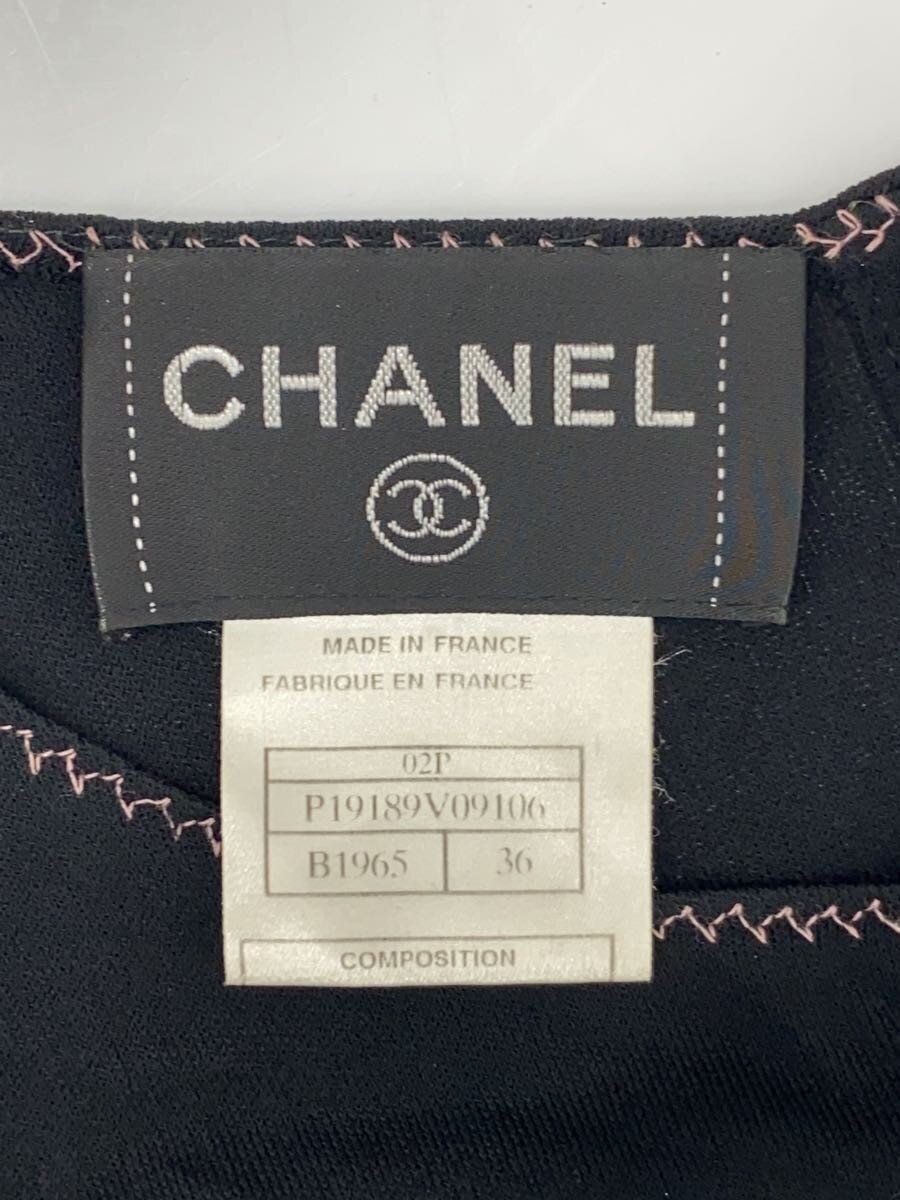 CHANEL
MADE IN FRANCE
FABRIQUE EN FRANCE
02P
P19189V09106
B1965 36
COMPOSITION